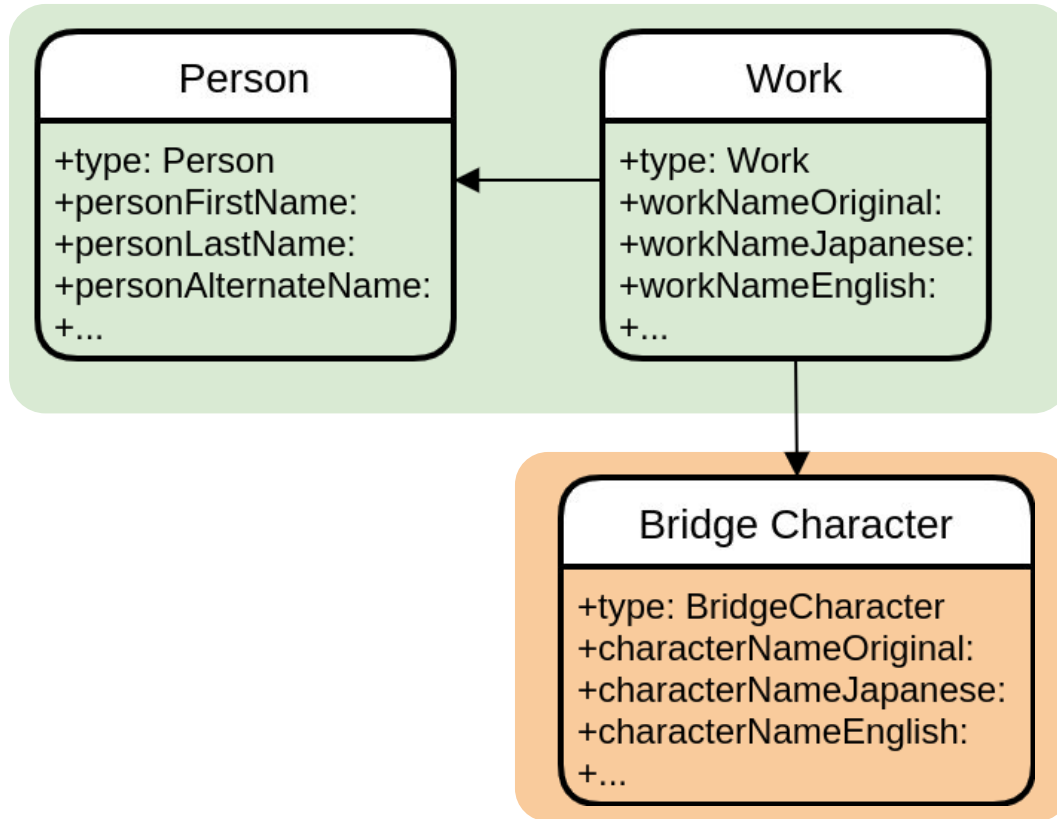 Person
+type: Person
+personFirstName:
+personLastName:
+personAlternateName:
+...
Work
+type: Work
+workNameOriginal:
+workNameJapanese:
+workNameEnglish:
+...
Bridge Character
+type: BridgeCharacter
+characterNameOriginal:
+characterNameJapanese:
+characterNameEnglish:
+...